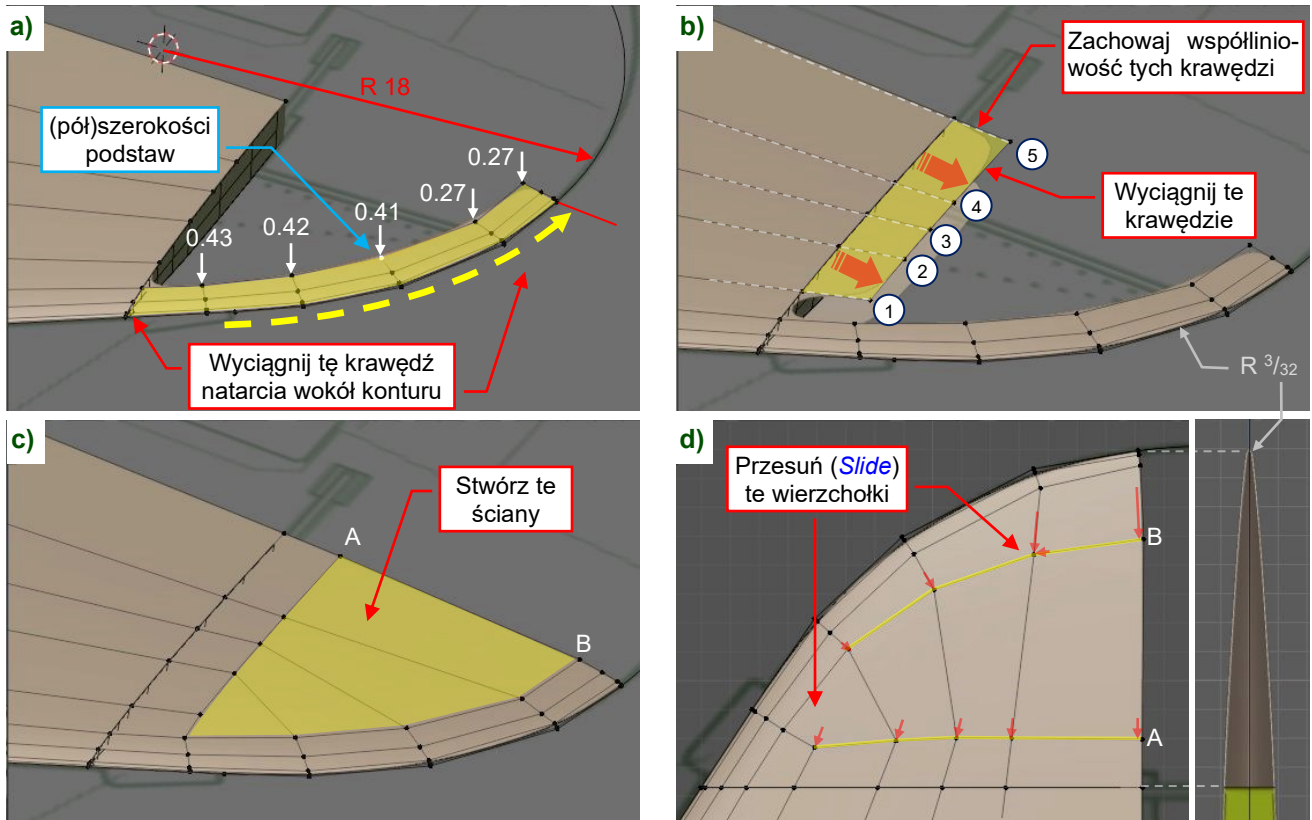 a)
R 18
(pół)szerokości
podstaw
0.27
0.27
0.41
0.42
0.43
Wyciągnij tę krawędź
natarcia wokół konturu
b)
Zachowaj współlinio-
wość tych krawędzi
5
Wyciągnij te
krawędzie
4
3
2
1
R 3/32
c)
Stwórz te
ściany
A
B
d)
Przesuń (Slide)
te wierzchołki
B
A